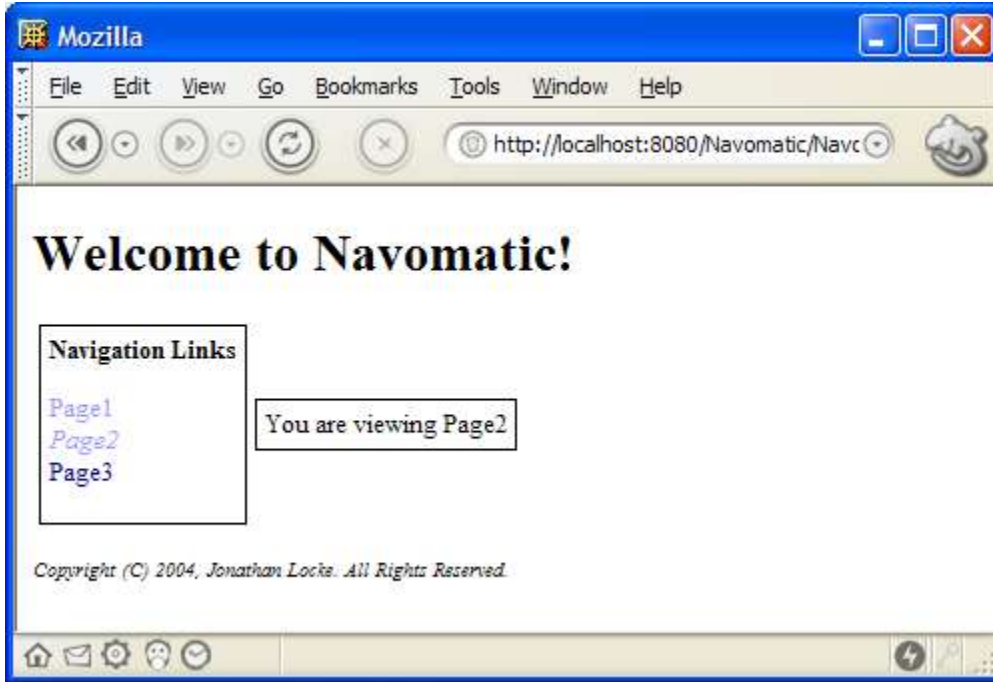 Mozilla
File Edit View Go Bookmarks Tools Window Help
http://localhost:8080/Navomatic/Navo
Welcome to Navomatic!
Navigation Links
Page1
Page2
Page3
You are viewing Page2
Copyright (C) 2004, Jonathan Locke. All Rights Reserved.